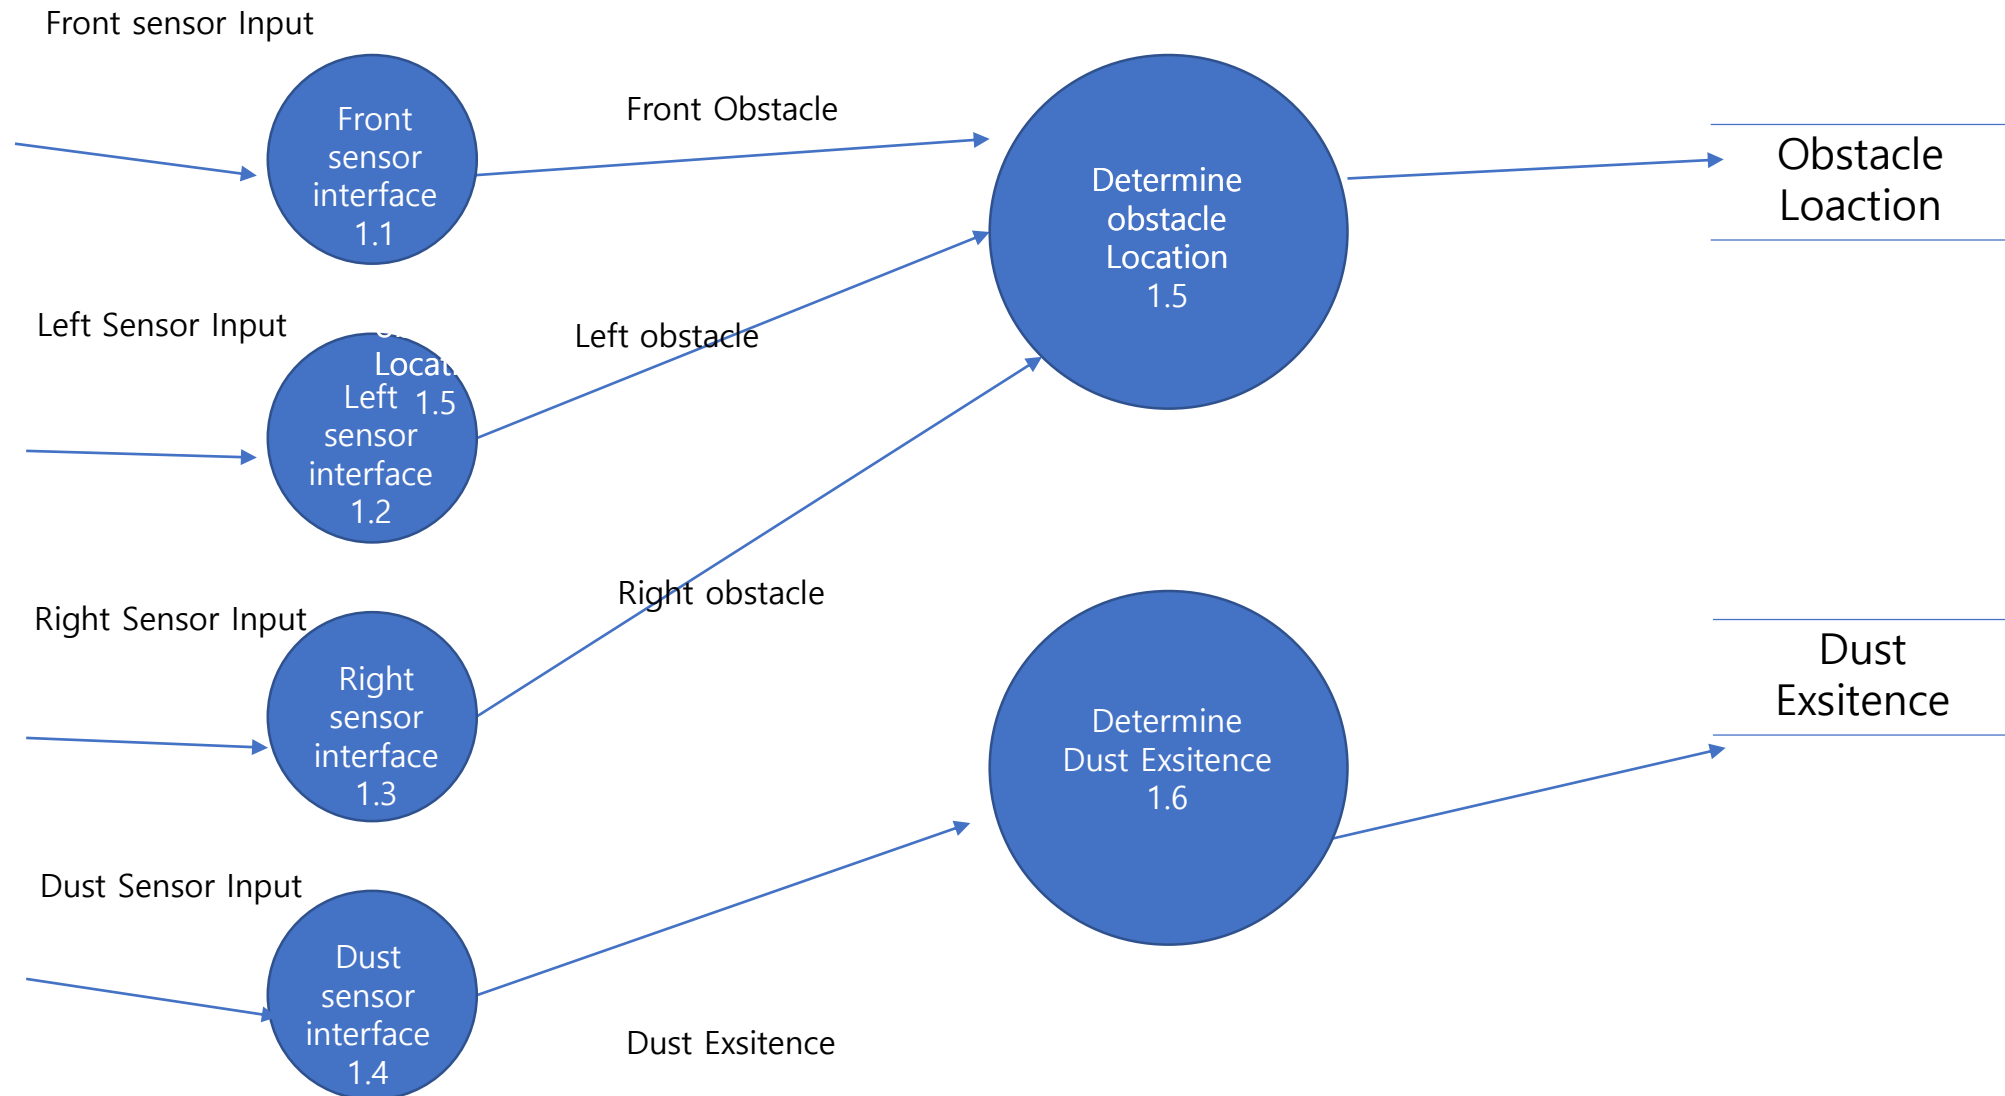 Front sensor Input
Front
sensor
interface
1.1
Front Obstacle
Determine
obstacle
Location
1.5
Obstacle
Loaction
Left Sensor Input
1.5
Left
sensor
interface
1.2
Left obstacle
Right Sensor Input
Right
sensor
interface
1.3
Right obstacle
Determine
Dust Exsitence
1.6
Dust
Exsitence
Dust Sensor Input
Dust
sensor
interface
1.4
Dust Exsitence